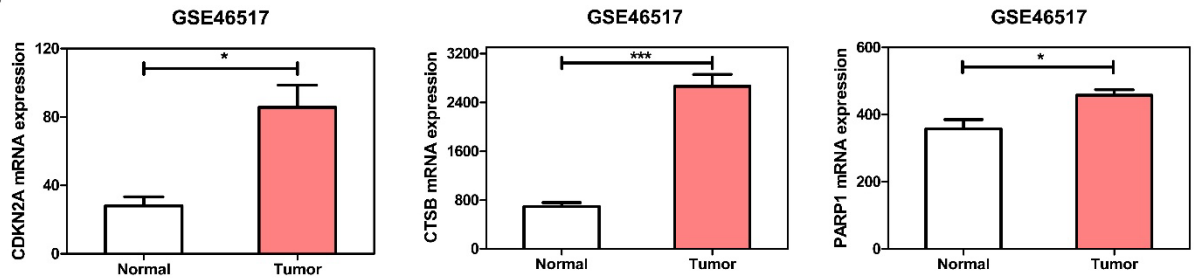 GSE46517
CDKN2A mRNA expression
120
80
40
0
*
Normal
Tumor
GSE46517
CTSB mRNA expression
3200
2400
1600
800
0
***
Normal
Tumor
GSE46517
PARP1 mRNA expression
600
400
200
0
*
Normal
Tumor